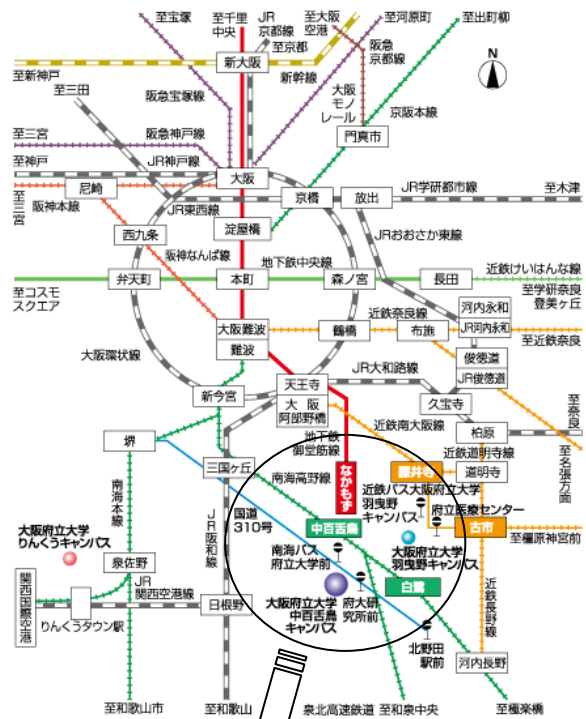 至宝塚
至千里
中央
JR
京都線
至京都
至大阪
空港
至河原町
至出町柳
阪急
京都線
新大阪
新幹線
至新神戸
N
至三田
阪急宝塚線
大阪
モノ
レール
京阪本線
門真市
至三宮
阪急神戸線
至神戸
JR神戸線
大阪
尼崎
京橋
放出
JR学研都市線
至木津
至三宮
阪神本線
JR東西線
淀屋橋
西九条
JRおおさか東線
阪神なんば線
地下鉄中央線
弁天町
本町
森ノ宮
長田
近鉄けいはんな線
至コスモ
スクエア
至学研奈良
登美ヶ丘
河内永和
近鉄奈良線
大阪難波
鶴橋
布施
JR河内永和
至近鉄奈良
難波
大阪環状線
俊徳道
JR俊徳道
JR大和路線
天王寺
新今宮
大阪
阿部野橋
久宝寺
至奈良
近鉄南大阪線
柏原
地下鉄
御堂筋線
堺
近鉄道明寺線
至名張方面
三国ヶ丘
南海高野線
なかもず
藤井寺
道明寺
近鉄バス大阪府立大学
羽曳野
キャンパス
府立医療センター
南海本線
国道
310号
中百舌鳥
古市
至橿原神宮前
大阪府立大学
りんくうキャンパス
JR阪和線
南海バス
府立大学前
大阪府立大学
羽曳野キャンパス
泉佐野
白鷺
JR
関西空港線
大阪府立大学
中百舌鳥
キャンパス
府大研
究所前
近鉄長野線
関西国際空港
りんくうタウン駅
日根野
北野田
駅前
河内長野
至和歌山市
至和歌山
泉北高速鉄道
至和泉中央
至極楽橋